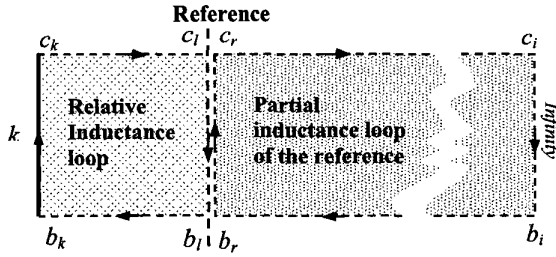 Reference
c_k c_l c_r c_i
Relative
Inductance
loop
Partial
inductance loop
of the reference
k
Infinity
b_k b_l b_r b_i